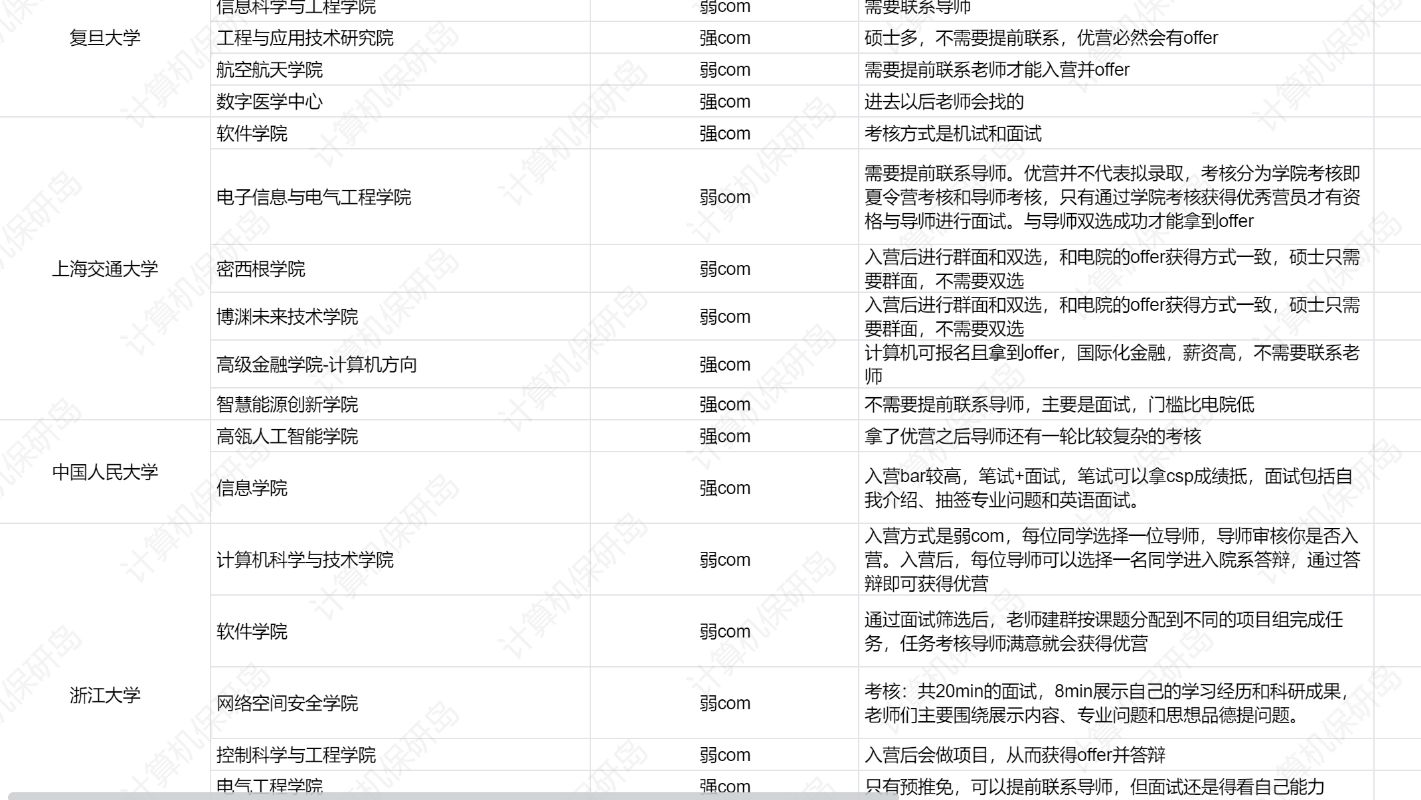 信息科学与工程学院 弱com 需要联系导师
复旦大学 工程与应用技术研究院 强com 硕士多，不需要提前联系，优营必然会有offer
航空航天学院 弱com 需要提前联系老师才能入营并offer
数字医学中心 强com 进去以后老师会找的
软件学院 强com 考核方式是机试和面试
电子信息与电气工程学院 弱com 需要提前联系导师。优营并不代表拟录取，考核分为学院考核即
夏令营考核和导师考核，只有通过学院考核获得优秀营员才有资
格与导师进行面试。与导师双选成功才能拿到offer
上海交通大学 密西根学院 弱com 入营后进行群面和双选，和电院的offer获得方式一致，硕士只需
要群面，不需要双选
博渊未来技术学院 弱com 入营后进行群面和双选，和电院的offer获得方式一致，硕士只需
要群面，不需要双选
高级金融学院-计算机方向 强com 计算机可报名且拿到offer，国际化金融，薪资高，不需要联系老
师
智慧能源创新学院 强com 不需要提前联系导师，主要是面试，门槛比电院低
高瓴人工智能学院 强com 拿了优营之后导师还有一轮比较复杂的考核
中国人民大学
信息学院 强com 入营bar较高，笔试+面试，笔试可以拿csp成绩抵，面试包括自
我介绍、抽签专业问题和英语面试。
计算机科学与技术学院 弱com 入营方式是弱com，每位同学选择一位导师，导师审核你是否入
营。入营后，每位导师可以选择一名同学进入院系答辩，通过答
辩即可获得优营
软件学院 弱com 通过面试筛选后，老师建群按课题分配到不同的项目组完成任
务，任务考核导师满意就会获得优营
浙江大学 网络空间安全学院 弱com 考核：共20min的面试，8min展示自己的学习经历和科研成果，
老师们主要围绕展示内容、专业问题和思想品德提问题。
控制科学与工程学院 弱com 入营后会做项目，从而获得offer并答辩
电气工程学院 强com 只有预推免，可以提前联系导师，但面试还是得看自己能力
计算机保研岛